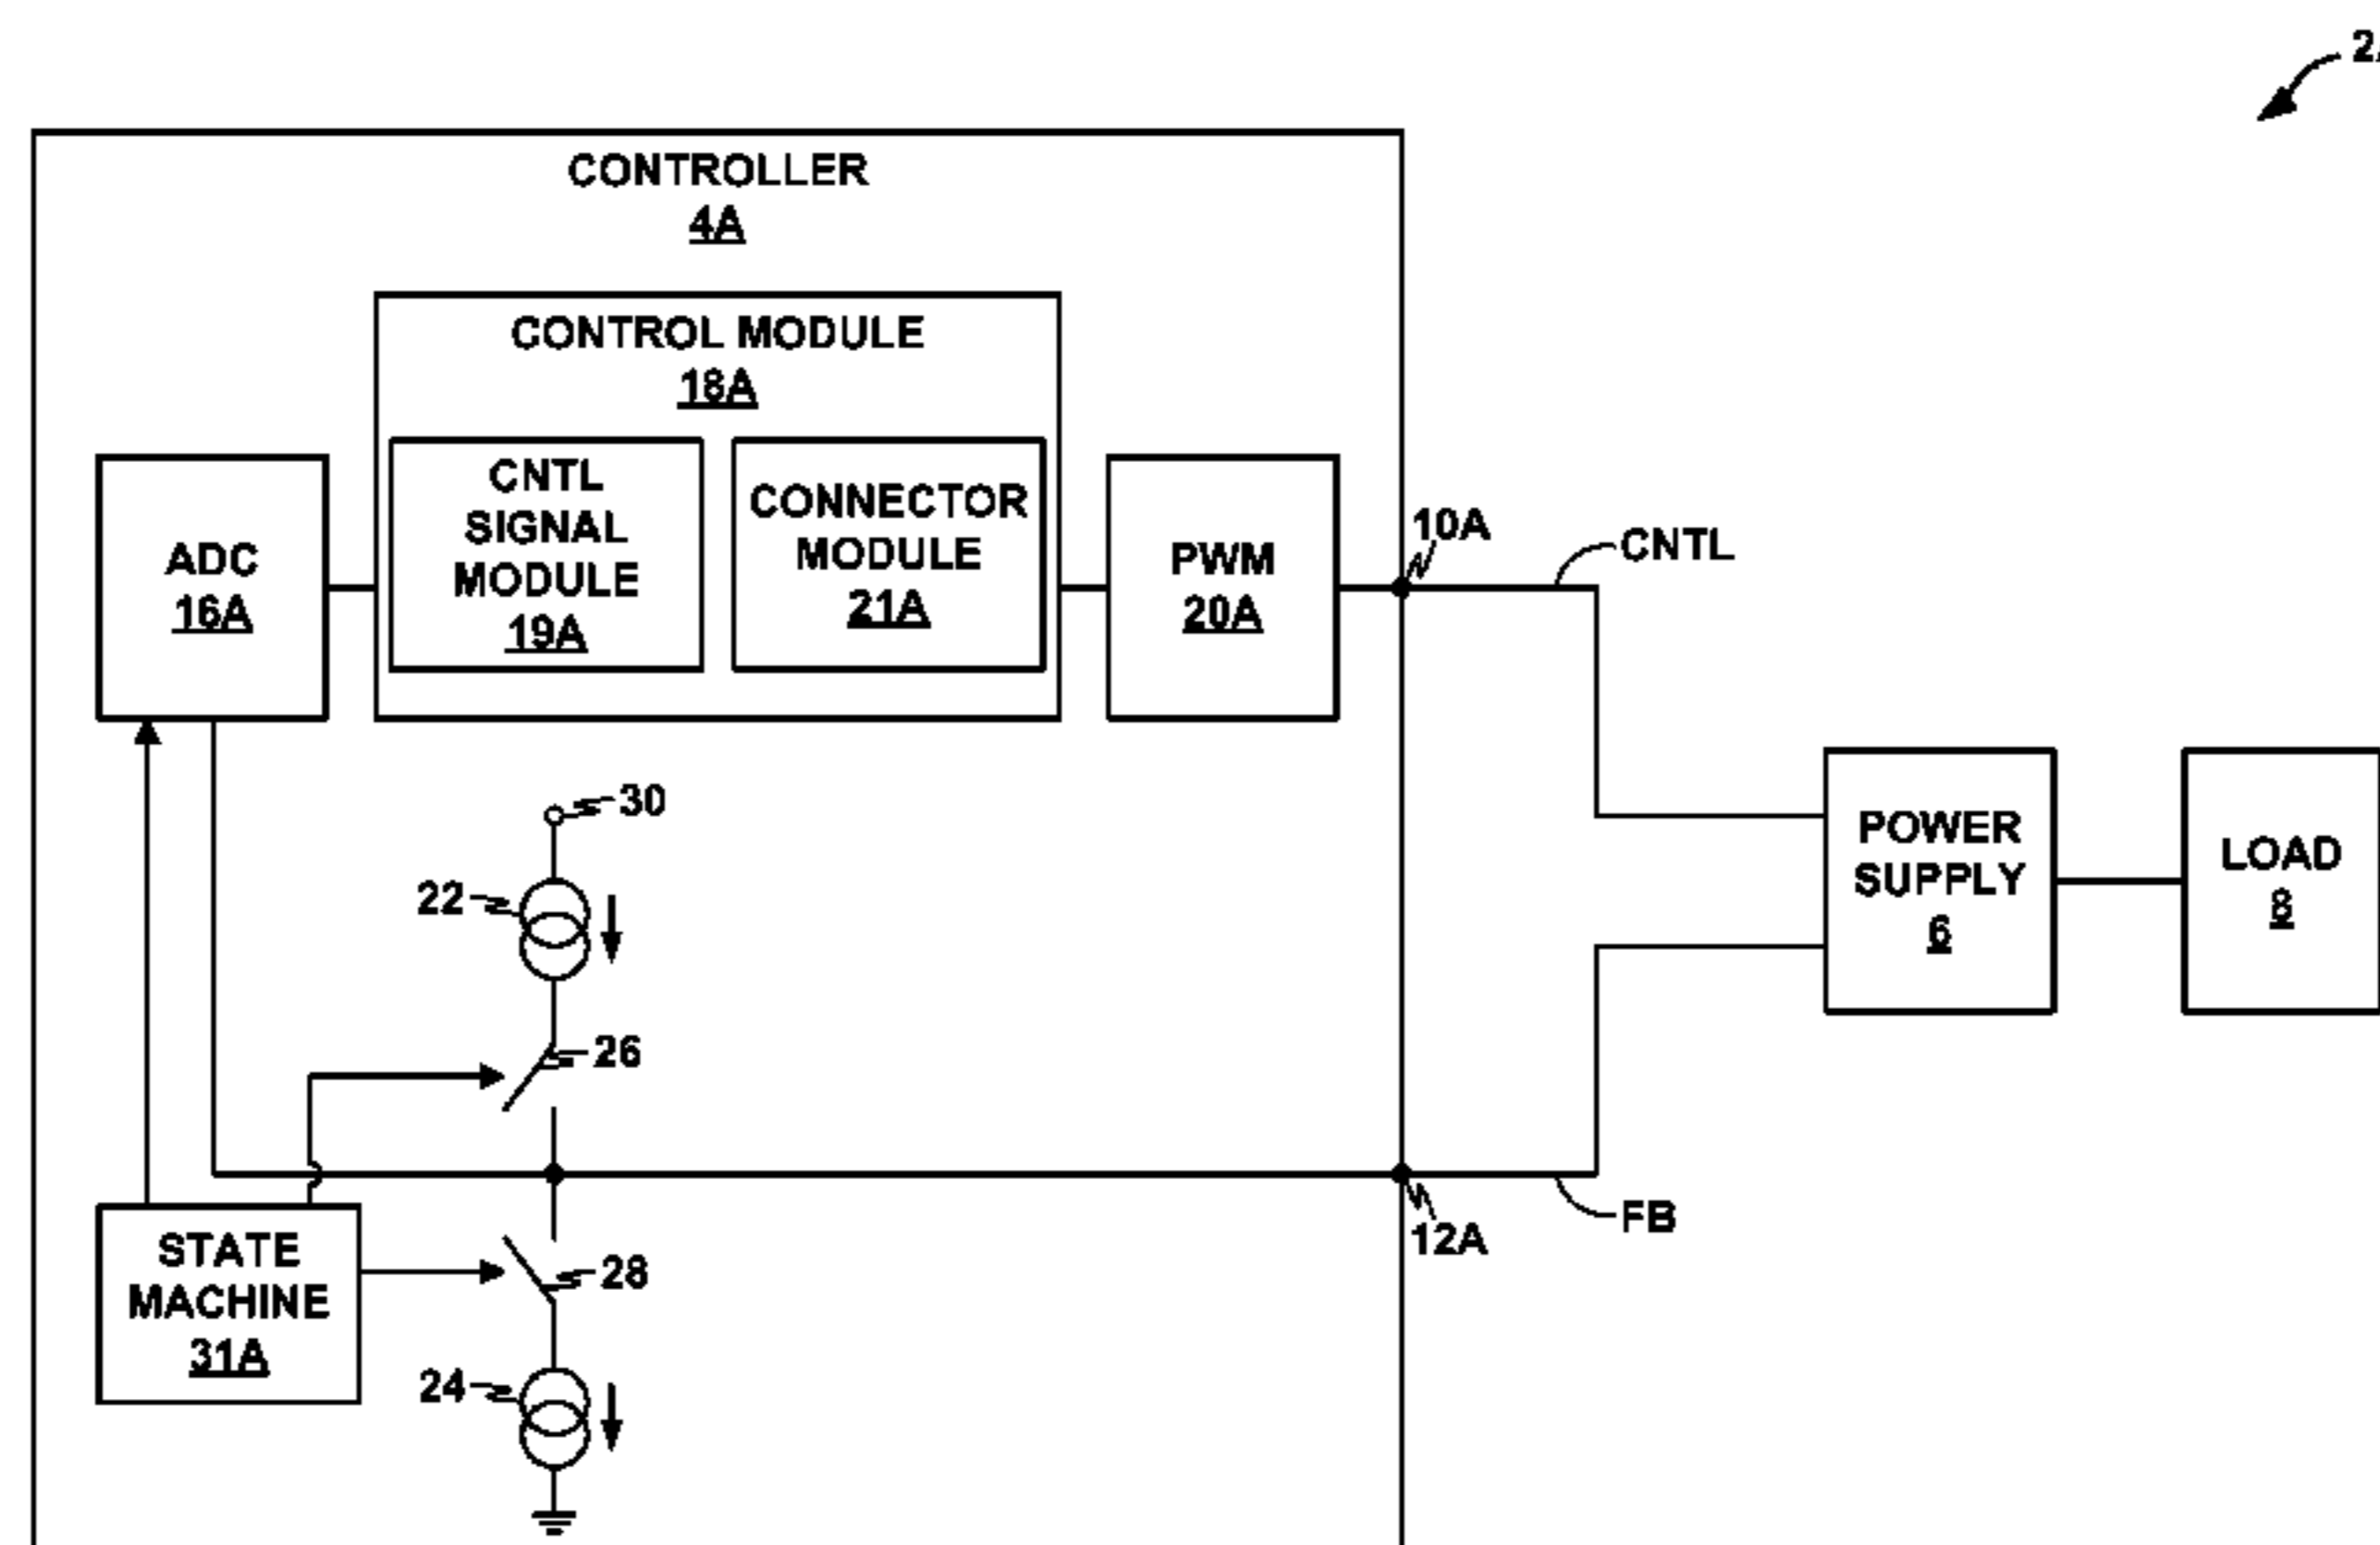 CONTROLLER
4A
CONTROL MODULE
18A
CNTL
SIGNAL
MODULE
19A
CONNECTOR
MODULE
21A
ADC
16A
PWM
20A
10A
CNTL
30
22
26
POWER
SUPPLY
6
LOAD
8
STATE
MACHINE
31A
28
24
12A
FB